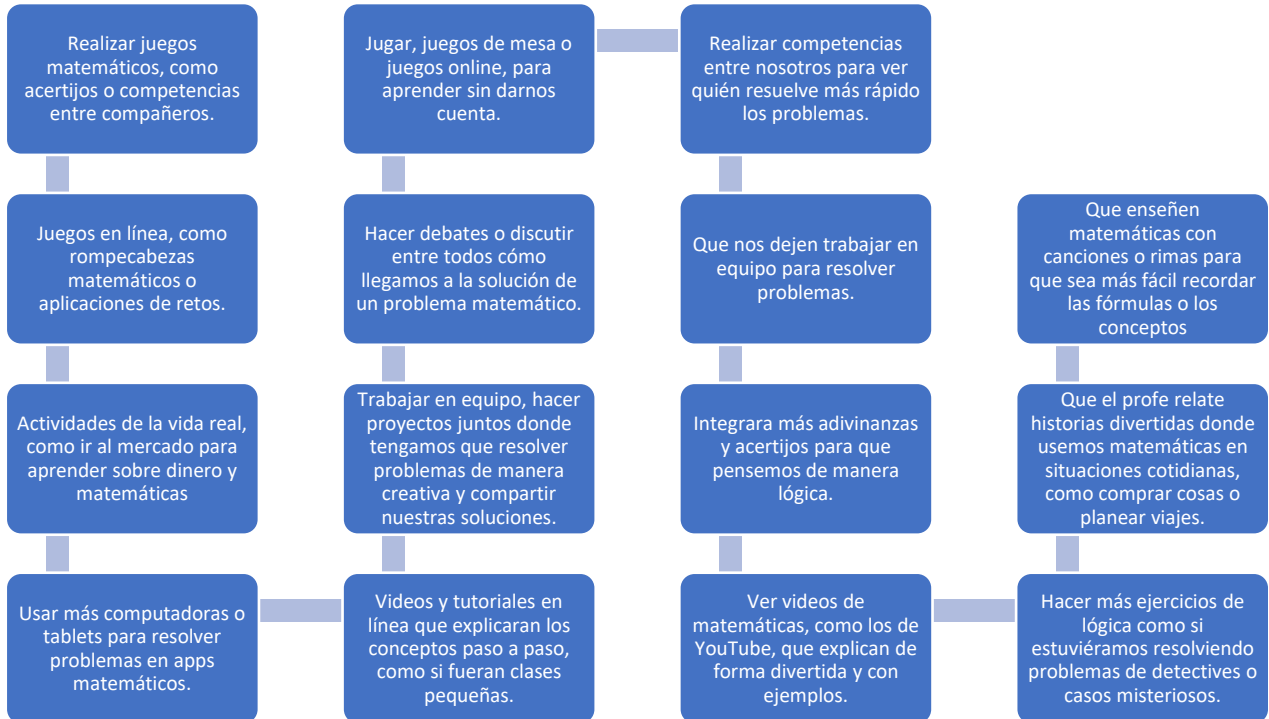 Realizar juegos
matemáticos, como
acertijos o competencias
entre compañeros.
Juegos en línea, como
rompecabezas
matemáticos o
aplicaciones de retos.
Actividades de la vida real,
como ir al mercado para
aprender sobre dinero y
matemáticas
Usar más computadoras o
tablets para resolver
problemas en apps
matemáticos.
Videos y tutoriales en
línea que explicaran los
conceptos paso a paso,
como si fueran clases
pequeñas.
Trabajar en equipo, hacer
proyectos juntos donde
tengamos que resolver
problemas de manera
creativa y compartir
nuestras soluciones.
Hacer debates o discutir
entre todos cómo
llegamos a la solución de
un problema matemático.
Jugar, juegos de mesa o
juegos online, para
aprender sin darnos
cuenta.
Realizar competencias
entre nosotros para ver
quién resuelve más rápido
los problemas.
Que nos dejen trabajar en
equipo para resolver
problemas.
Integrara más adivinanzas
y acertijos para que
pensemos de manera
lógica.
Ver videos de
matemáticas, como los de
YouTube, que explican de
forma divertida y con
ejemplos.
Hacer más ejercicios de
lógica como si
estuviéramos resolviendo
problemas de detectives o
casos misteriosos.
Que el profe relate
historias divertidas donde
usemos matemáticas en
situaciones cotidianas,
como comprar cosas o
planear viajes.
Que enseñen
matemáticas con
canciones o rimas para
que sea más fácil recordar
las fórmulas o los
conceptos